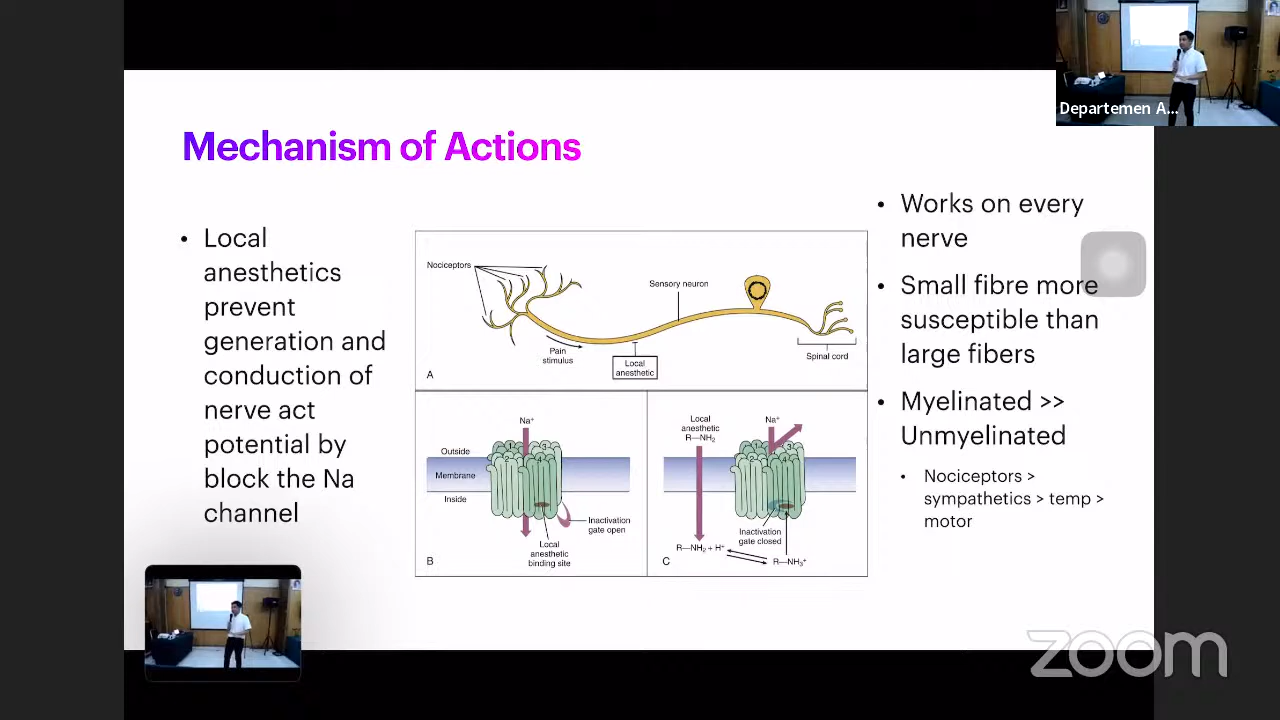 Departemen A...
Mechanism of Actions
• Local
anesthetics
prevent
generation and
conduction of
nerve act
potential by
block the Na
channel
Nociceptors
Sensory neuron
Pain
stimulus
Local
anesthetic
Spinal cord
A
Na⁺
Outside
Membrane
Inside
Inactivation
gate open
Local
anesthetic
binding site
B
Local
anesthetic
R—NH₂
Na⁺
Inactivation
gate closed
R—NH₂ + H⁺
R—NH₃⁺
C
• Works on every
nerve
• Small fibre more
susceptible than
large fibers
• Myelinated >>
Unmyelinated
• Nociceptors >
sympathetics > temp >
motor
zoom